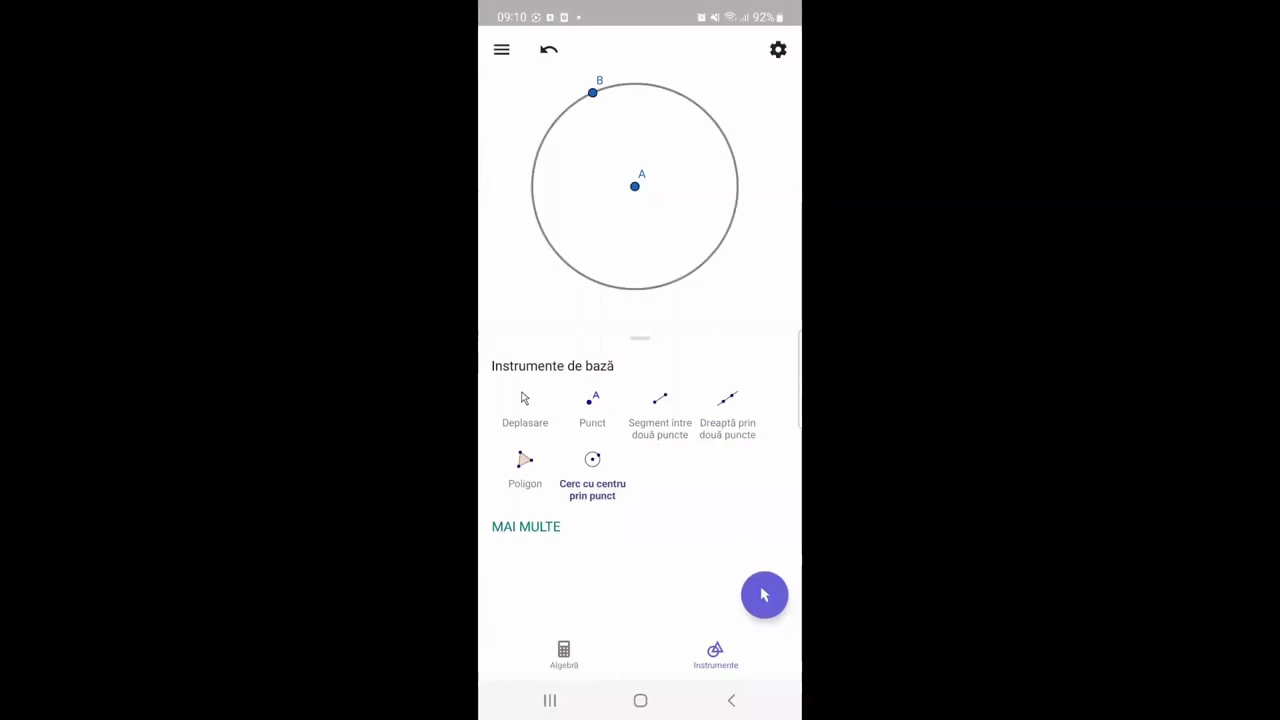 09:10 92%
B
A
Instrumente de bază
Deplasare
Punct
A
Segment între
două puncte
Dreaptă prin
două puncte
Poligon
Cerc cu centru
prin punct
MAI MULTE
Algebră
Instrumente